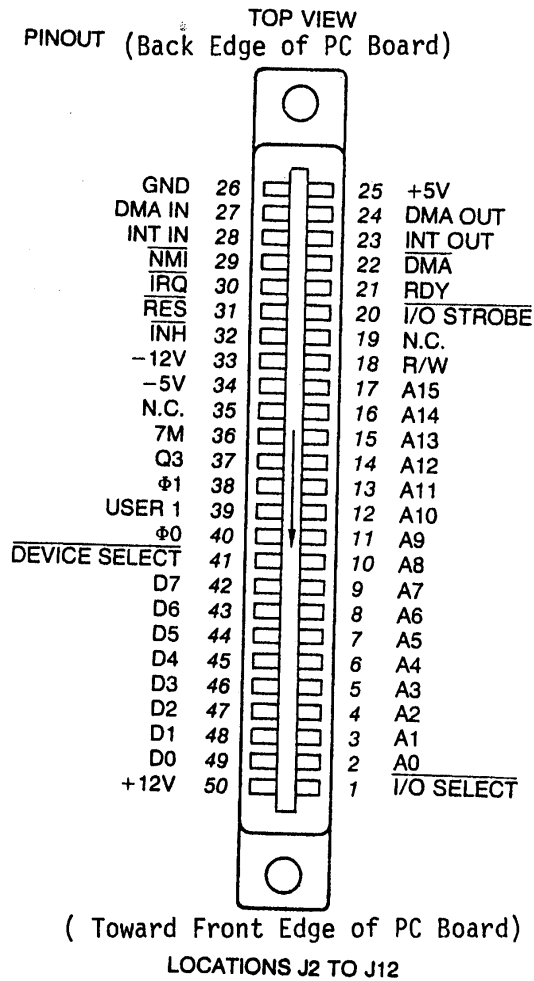 TOP VIEW
PINOUT (Back Edge of PC Board)
GND 26 25 +5V
DMA IN 27 24 DMA OUT
INT IN 28 23 INT OUT
NMI 29 22 DMA
IRQ 30 21 RDY
RES 31 20 I/O STROBE
INH 32 19 N.C.
−12V 33 18 R/W
−5V 34 17 A15
N.C. 35 16 A14
7M 36 15 A13
Q3 37 14 A12
Φ1 38 13 A11
USER 1 39 12 A10
Φ0 40 11 A9
DEVICE SELECT 41 10 A8
D7 42 9 A7
D6 43 8 A6
D5 44 7 A5
D4 45 6 A4
D3 46 5 A3
D2 47 4 A2
D1 48 3 A1
D0 49 2 A0
+12V 50 1 I/O SELECT
( Toward Front Edge of PC Board)
LOCATIONS J2 TO J12